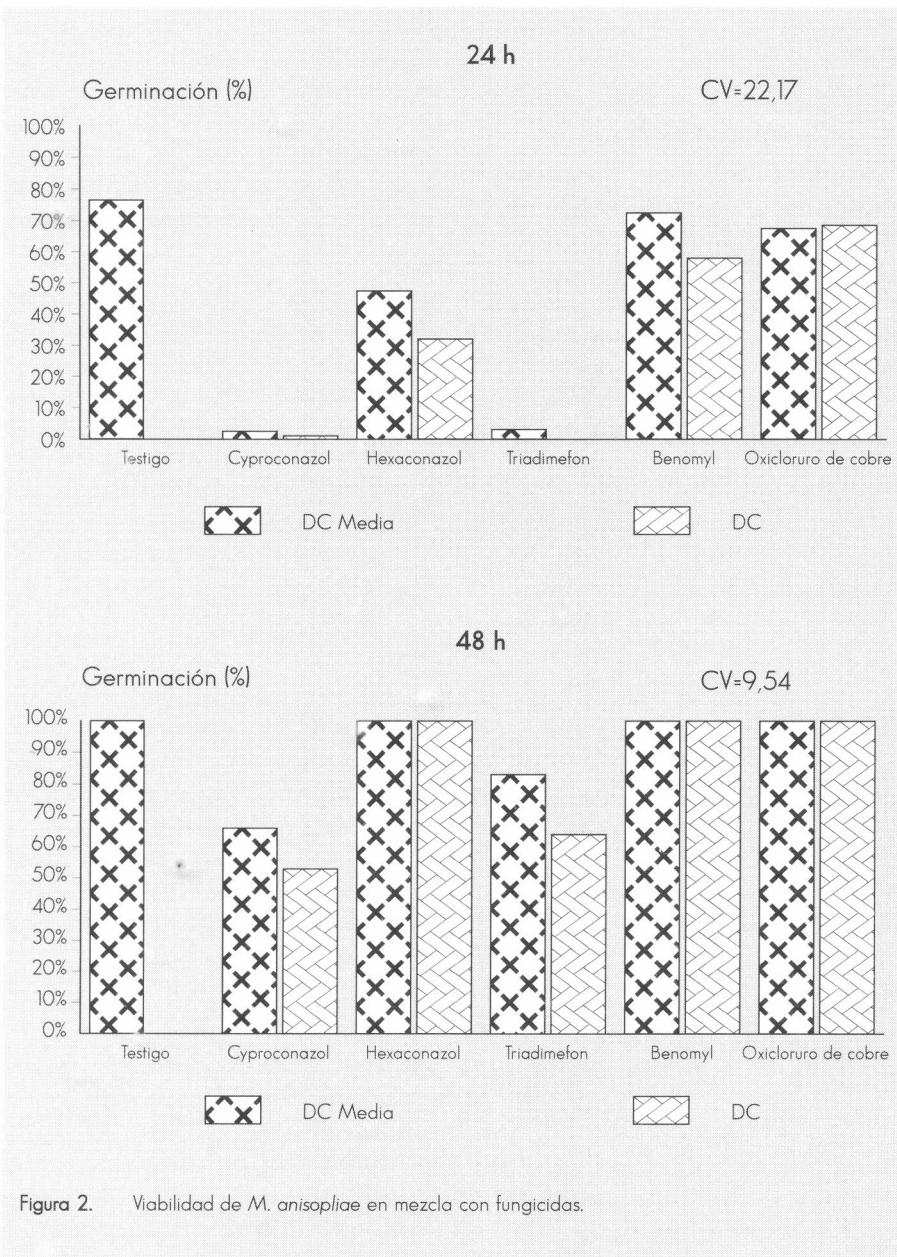 24 h
Germinación (%)
CV=22,17
100%
90%
80%
70%
60%
50%
40%
30%
20%
10%
0%
Testigo Cyproconazol Hexaconazol Triadimefon Benomyl Oxicloruro de cobre
DC Media DC
48 h
Germinación (%)
CV=9,54
100%
90%
80%
70%
60%
50%
40%
30%
20%
10%
0%
Testigo Cyproconazol Hexaconazol Triadimefon Benomyl Oxicloruro de cobre
DC Media DC
Figura 2. Viabilidad de M. anisopliae en mezcla con fungicidas.